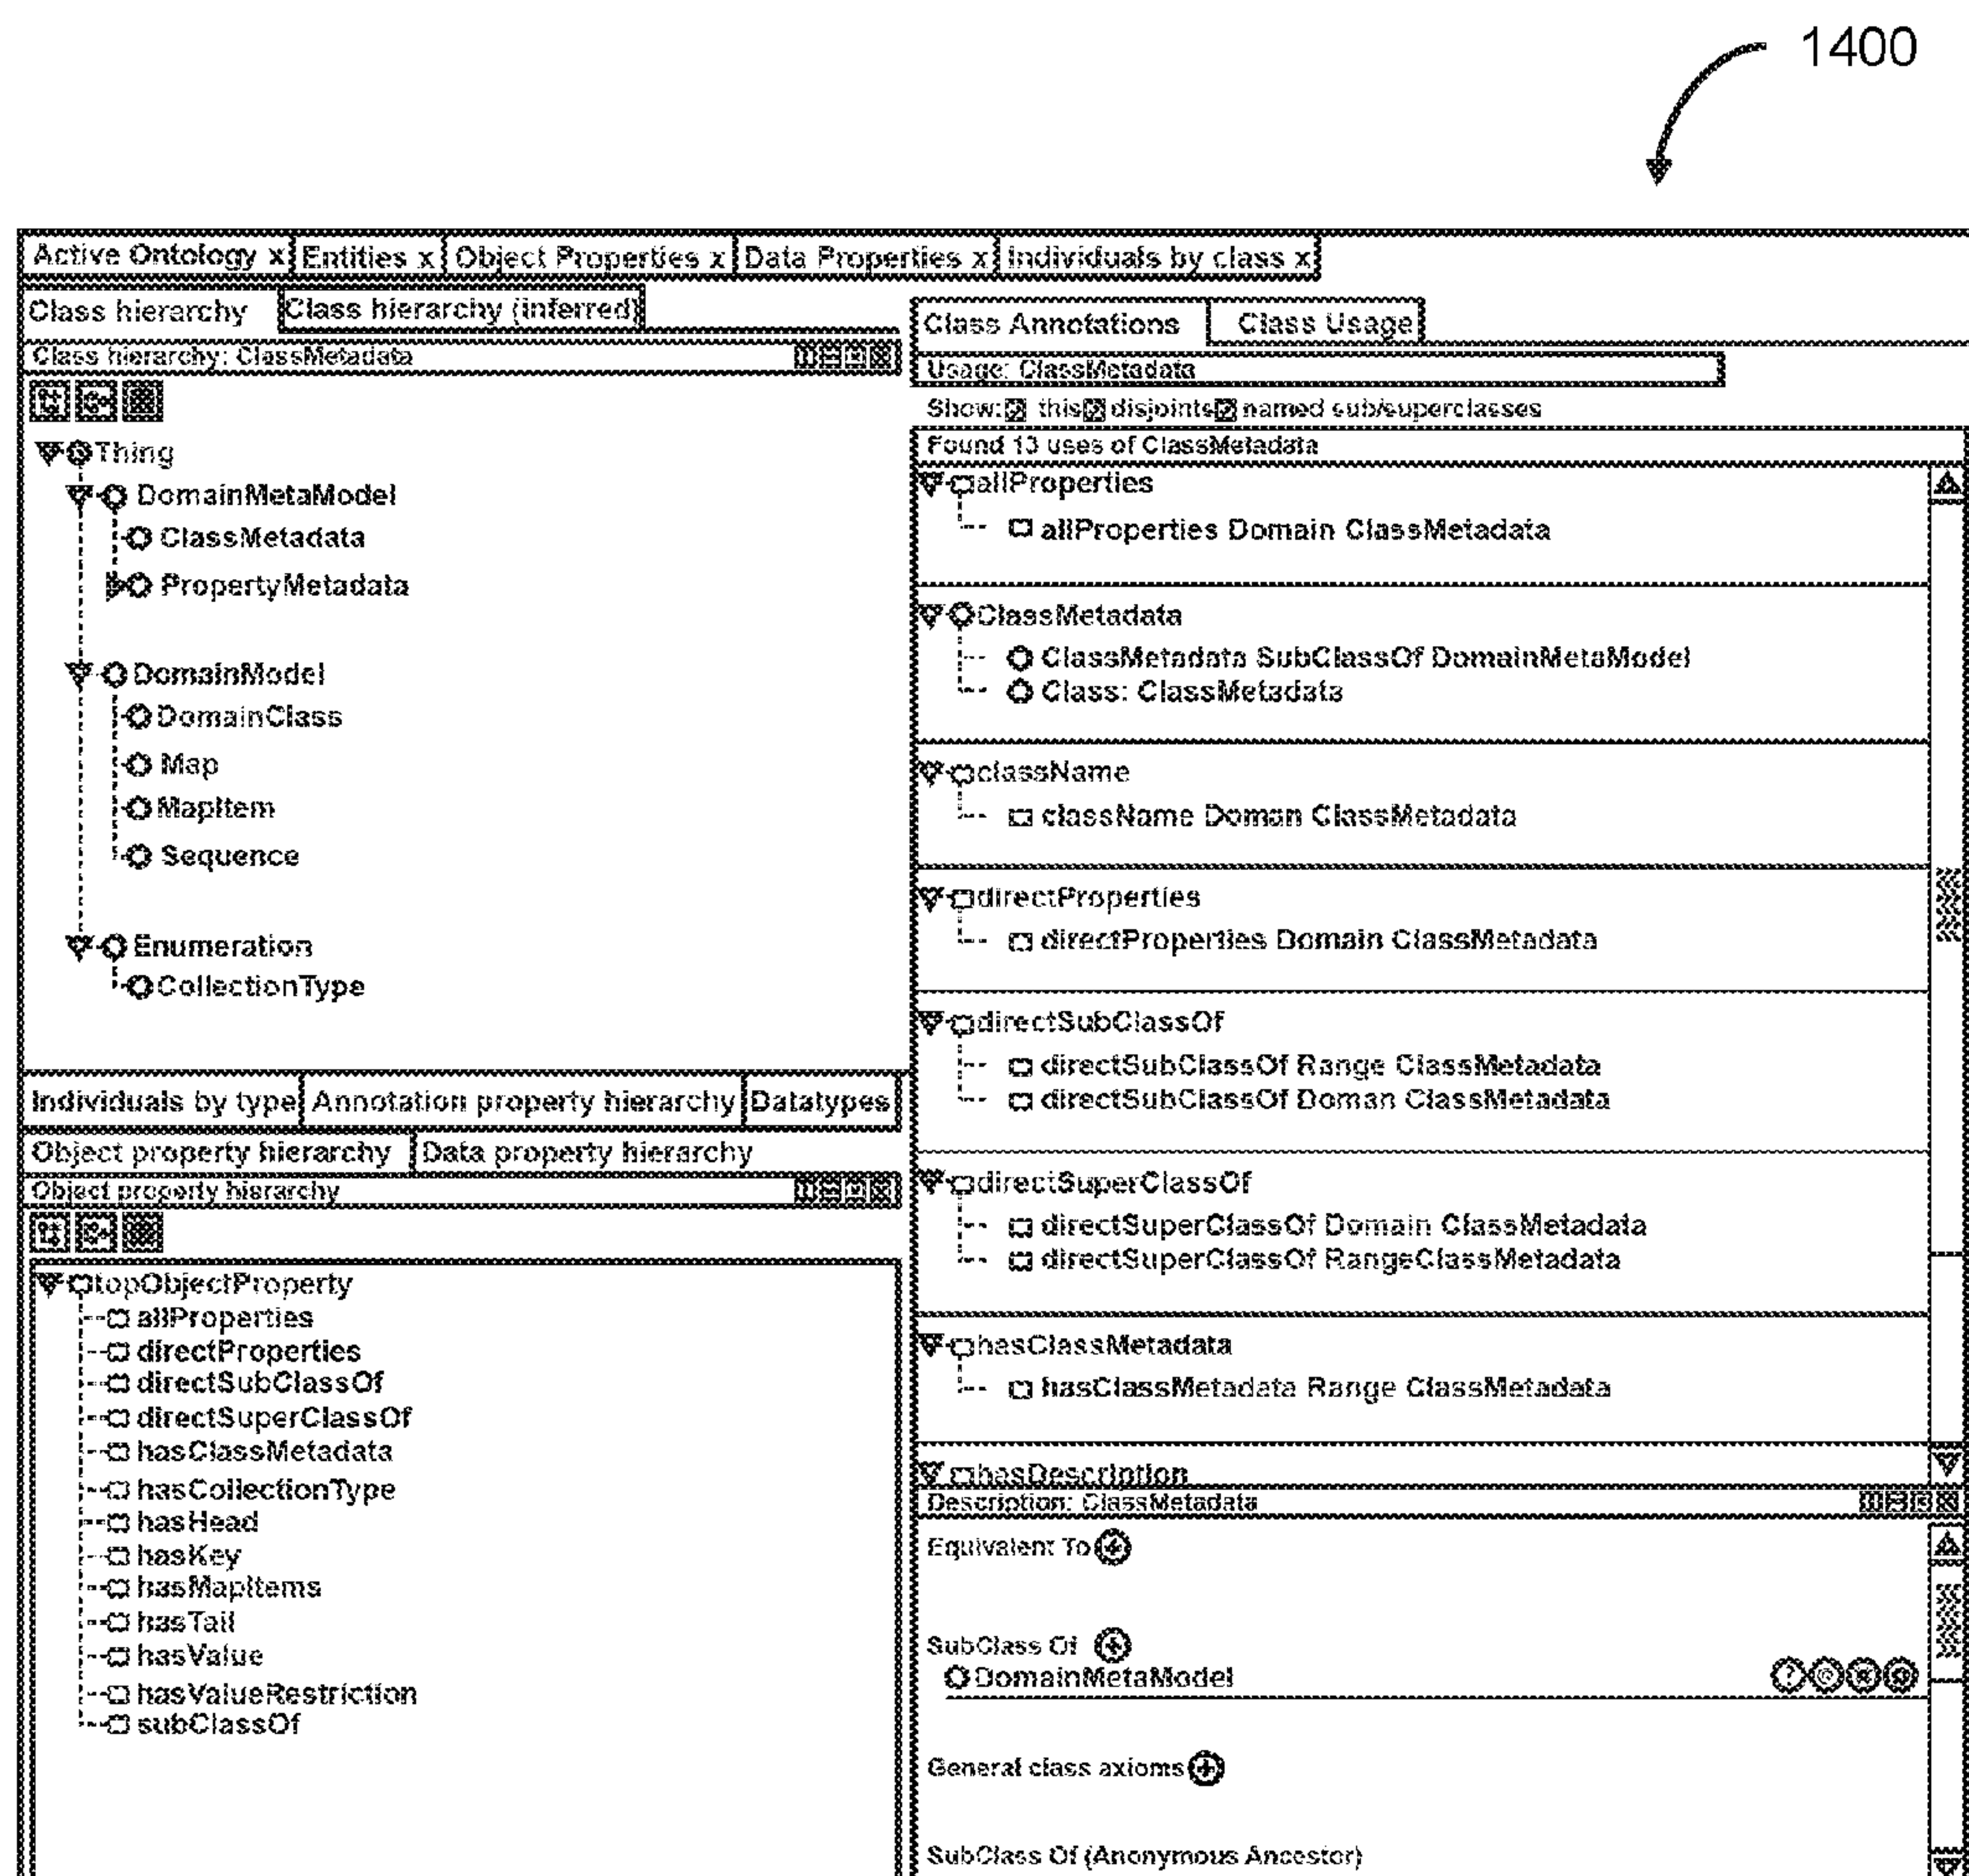 1400
Active Ontology x Entities x Object Properties x Data Properties x Individuals by class x
Class hierarchy Class hierarchy (inferred)
Class hierarchy: ClassMetadata
Thing
DomainMetaModel
ClassMetadata
PropertyMetadata
DomainModel
DomainClass
Map
MapItem
Sequence
Enumeration
CollectionType
Individuals by type Annotation property hierarchy Datatypes
Object property hierarchy Data property hierarchy
Object property hierarchy
topObjectProperty
allProperties
directProperties
directSubClassOf
directSuperClassOf
hasClassMetadata
hasCollectionType
hasHead
hasKey
hasMapItems
hasTail
hasValue
hasValueRestriction
subClassOf
Class Annotations Class Usage
Usage: ClassMetadata
Show: this disjoints named sub/superclasses
Found 13 uses of ClassMetadata
allProperties
allProperties Domain ClassMetadata
ClassMetadata
ClassMetadata SubClassOf DomainMetaModel
Class: ClassMetadata
className
className Doman ClassMetadata
directProperties
directProperties Domain ClassMetadata
directSubClassOf
directSubClassOf Range ClassMetadata
directSubClassOf Doman ClassMetadata
directSuperClassOf
directSuperClassOf Domain ClassMetadata
directSuperClassOf RangeClassMetadata
hasClassMetadata
hasClassMetadata Range ClassMetadata
hasDescription
Description: ClassMetadata
Equivalent To
SubClass Of
DomainMetaModel
General class axioms
SubClass Of (Anonymous Ancestor)